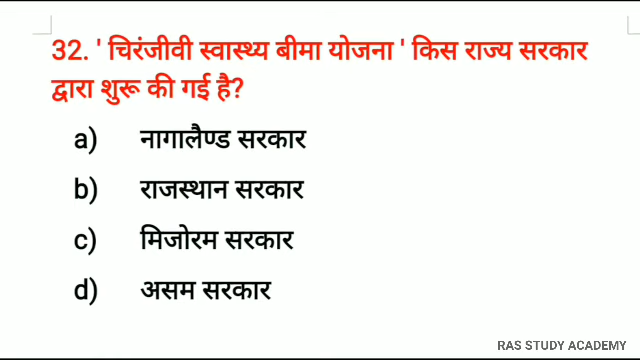 32. ' चिरंजीवी स्वास्थ्य बीमा योजना ' किस राज्य सरकार
द्वारा शुरू की गई है?
a) नागालैण्ड सरकार
b) राजस्थान सरकार
c) मिजोरम सरकार
d) असम सरकार
RAS STUDY ACADEMY